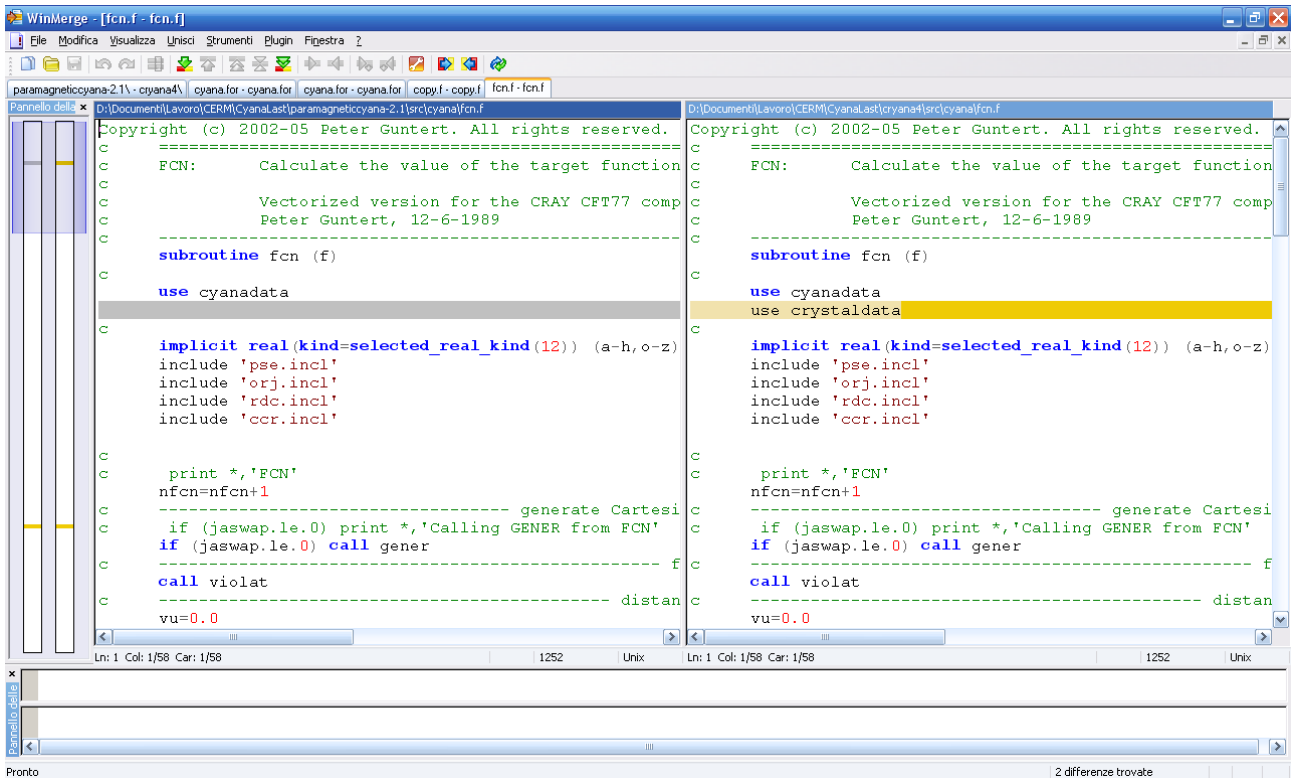 WinMerge - [fcn.f - fcn.f]
File Modifica Visualizza Unisci Strumenti Plugin Finestra ?
paramagneticcyana-2.1\ - cryana4\ cyana.for - cyana.for cyana.for - cyana.for copy.f - copy.f fcn.f - fcn.f
Pannello della
D:\Documenti\Lavoro\CERM\CyanaLast\paramagneticcyana-2.1\src\cyana\fcn.f
Copyright (c) 2002-05 Peter Guntert. All rights reserved.
c ====================================================
c FCN: Calculate the value of the target function
c
c Vectorized version for the CRAY CFT77 comp
c Peter Guntert, 12-6-1989
c ----------------------------------------------------
subroutine fcn (f)
c
use cyanadata
c
implicit real(kind=selected_real_kind(12)) (a-h,o-z)
include 'pse.incl'
include 'orj.incl'
include 'rdc.incl'
include 'ccr.incl'
c
c print *,'FCN'
nfcn=nfcn+1
c ----------------------------------- generate Cartesi
c if (jaswap.le.0) print *,'Calling GENER from FCN'
if (jaswap.le.0) call gener
c -------------------------------------------------- f
call violat
c --------------------------------------------- distan
vu=0.0
Ln: 1 Col: 1/58 Car: 1/58 1252 Unix
D:\Documenti\Lavoro\CERM\CyanaLast\cryana4\src\cyana\fcn.f
Copyright (c) 2002-05 Peter Guntert. All rights reserved.
c ====================================================
c FCN: Calculate the value of the target function
c
c Vectorized version for the CRAY CFT77 comp
c Peter Guntert, 12-6-1989
c ----------------------------------------------------
subroutine fcn (f)
c
use cyanadata
use crystaldata
c
implicit real(kind=selected_real_kind(12)) (a-h,o-z)
include 'pse.incl'
include 'orj.incl'
include 'rdc.incl'
include 'ccr.incl'
c
c print *,'FCN'
nfcn=nfcn+1
c ----------------------------------- generate Cartesi
c if (jaswap.le.0) print *,'Calling GENER from FCN'
if (jaswap.le.0) call gener
c -------------------------------------------------- f
call violat
c --------------------------------------------- distan
vu=0.0
Ln: 1 Col: 1/58 Car: 1/58 1252 Unix
Pannello delle
Pronto 2 differenze trovate